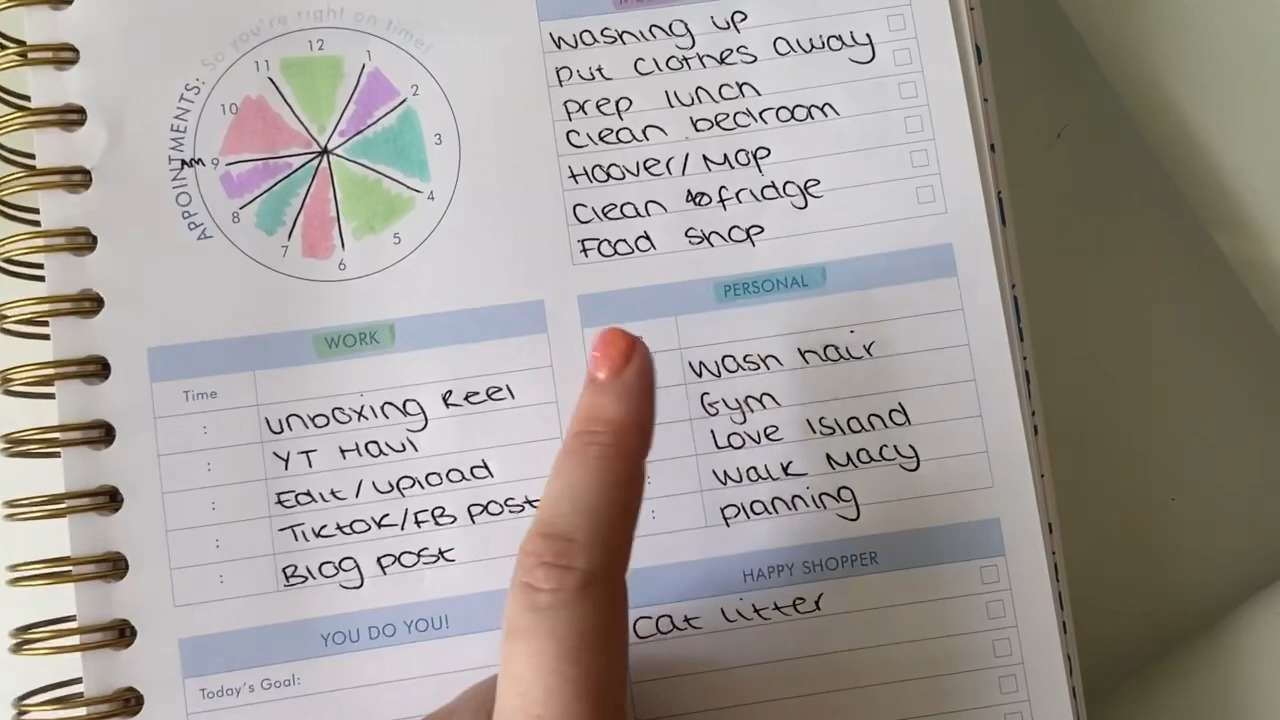 APPOINTMENTS: So you're right on time!
12
11
1
10
2
3
AM 9
8
4
7
5
6
washing up
put clothes away
prep lunch
clean bedroom
Hoover/Mop
clean fridge
Food shop
WORK
Time
:
unboxing Reel
:
YT Haul
:
Edit/upload
:
Tiktok/FB post
:
Blog post
PERSONAL
wash hair
Gym
Love Island
:
walk Macy
:
planning
YOU DO YOU!
Today's Goal:
HAPPY SHOPPER
cat litter